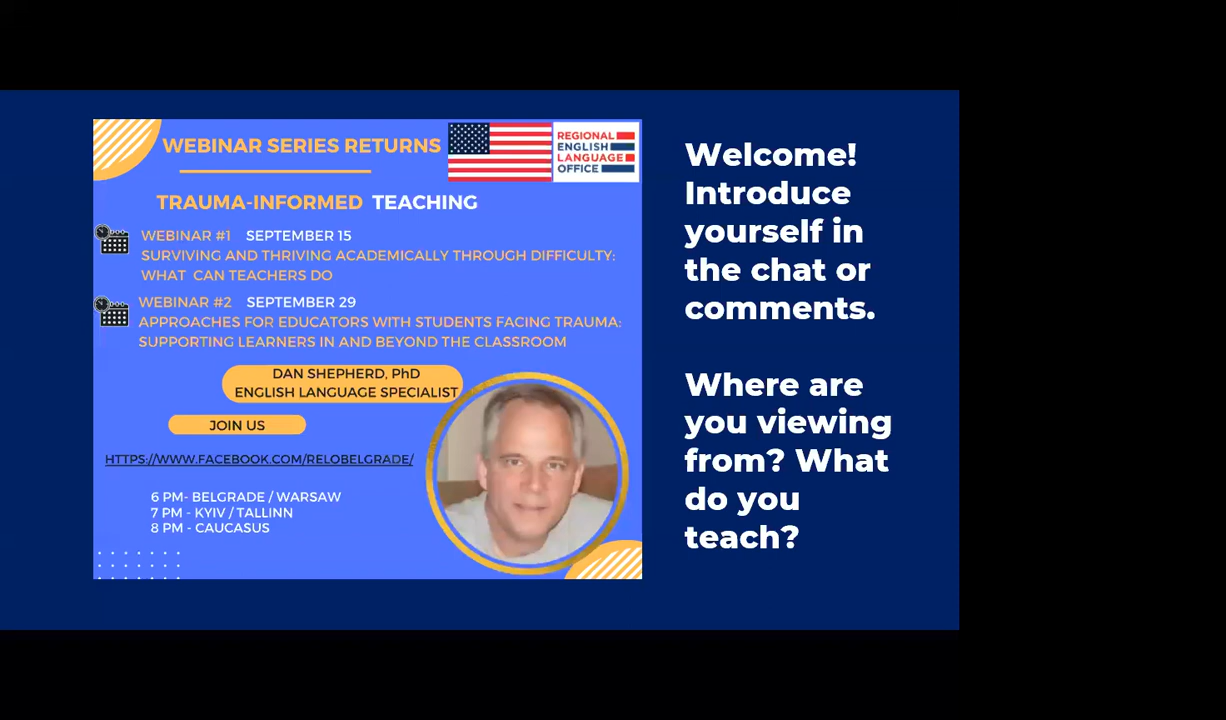 WEBINAR SERIES RETURNS
REGIONAL
ENGLISH
LANGUAGE
OFFICE
TRAUMA-INFORMED TEACHING
WEBINAR #1 SEPTEMBER 15
SURVIVING AND THRIVING ACADEMICALLY THROUGH DIFFICULTY:
WHAT CAN TEACHERS DO
WEBINAR #2 SEPTEMBER 29
APPROACHES FOR EDUCATORS WITH STUDENTS FACING TRAUMA:
SUPPORTING LEARNERS IN AND BEYOND THE CLASSROOM
DAN SHEPHERD, PhD
ENGLISH LANGUAGE SPECIALIST
JOIN US
HTTPS://WWW.FACEBOOK.COM/RELOBELGRADE/
6 PM- BELGRADE / WARSAW
7 PM - KYIV / TALLINN
8 PM - CAUCASUS
Welcome!
Introduce
yourself in
the chat or
comments.
Where are
you viewing
from? What
do you
teach?